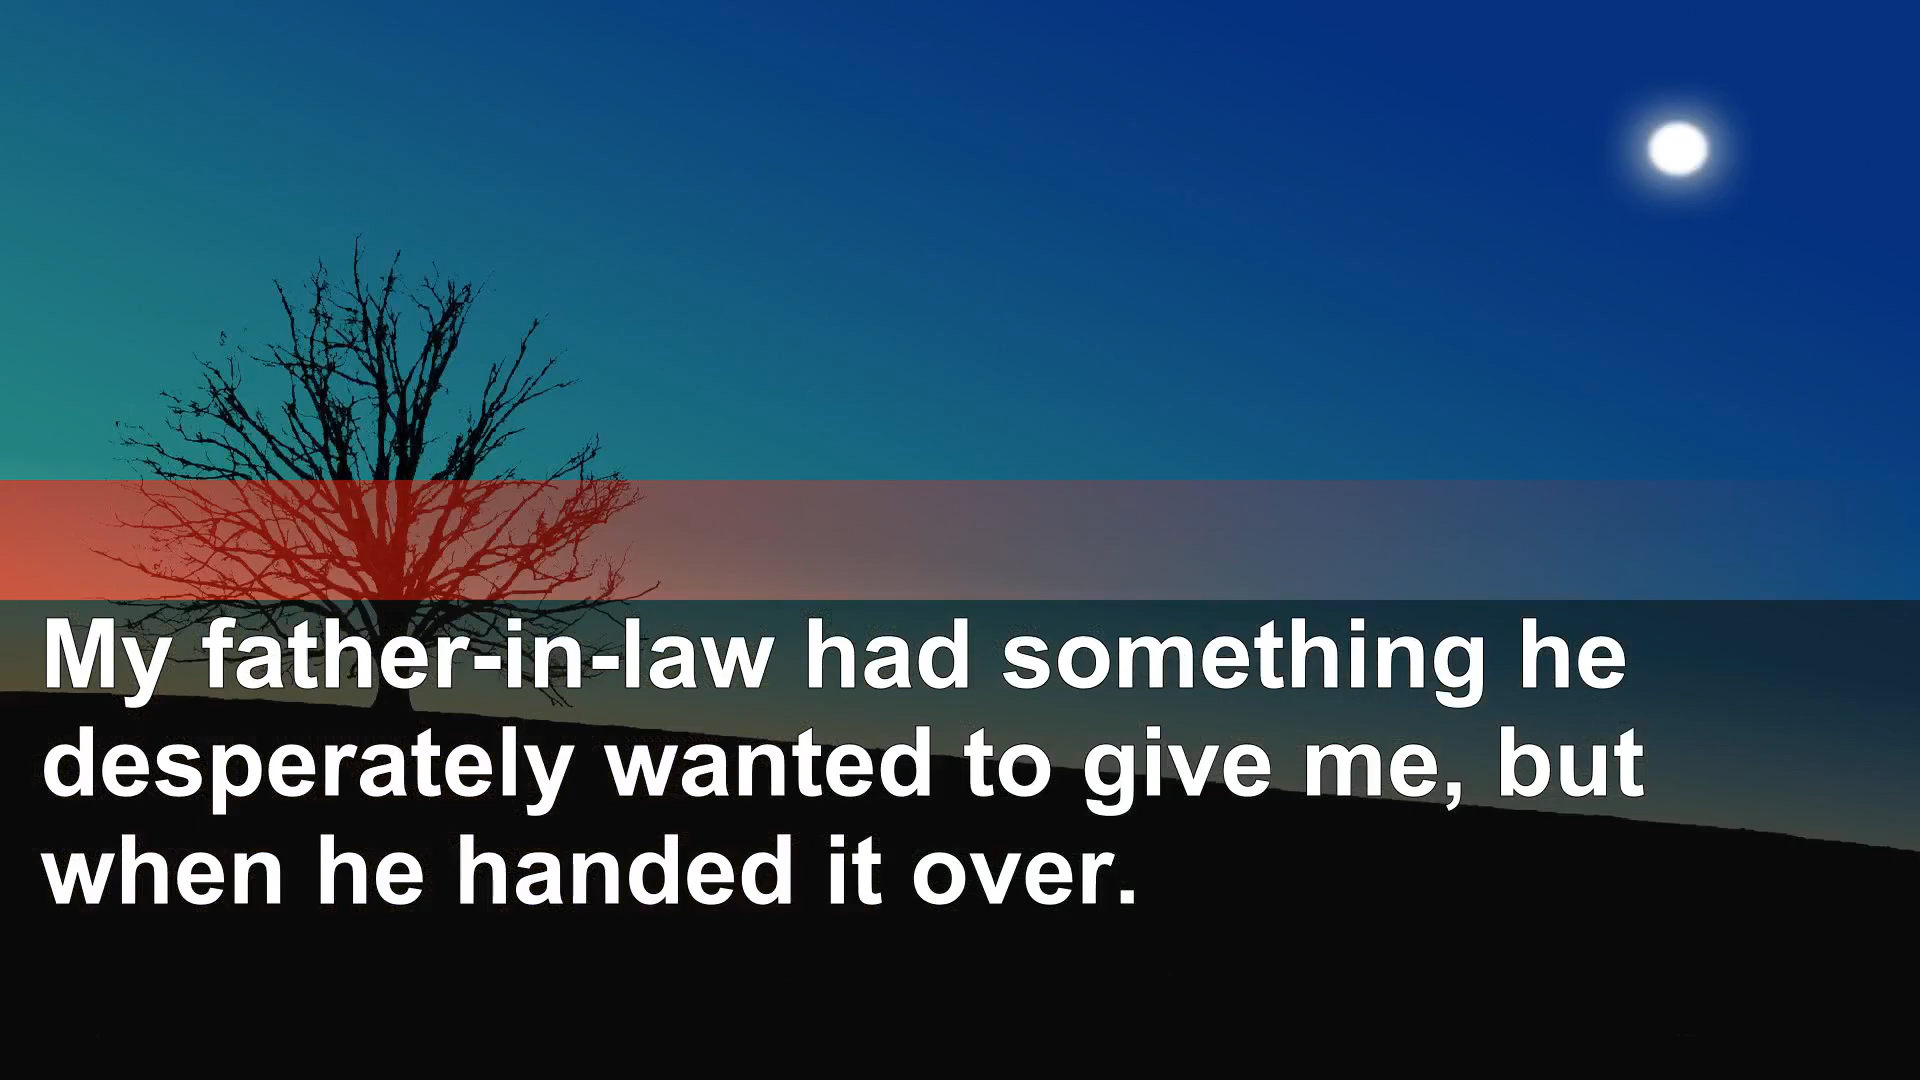 My father-in-law had something he
desperately wanted to give me, but
when he handed it over.